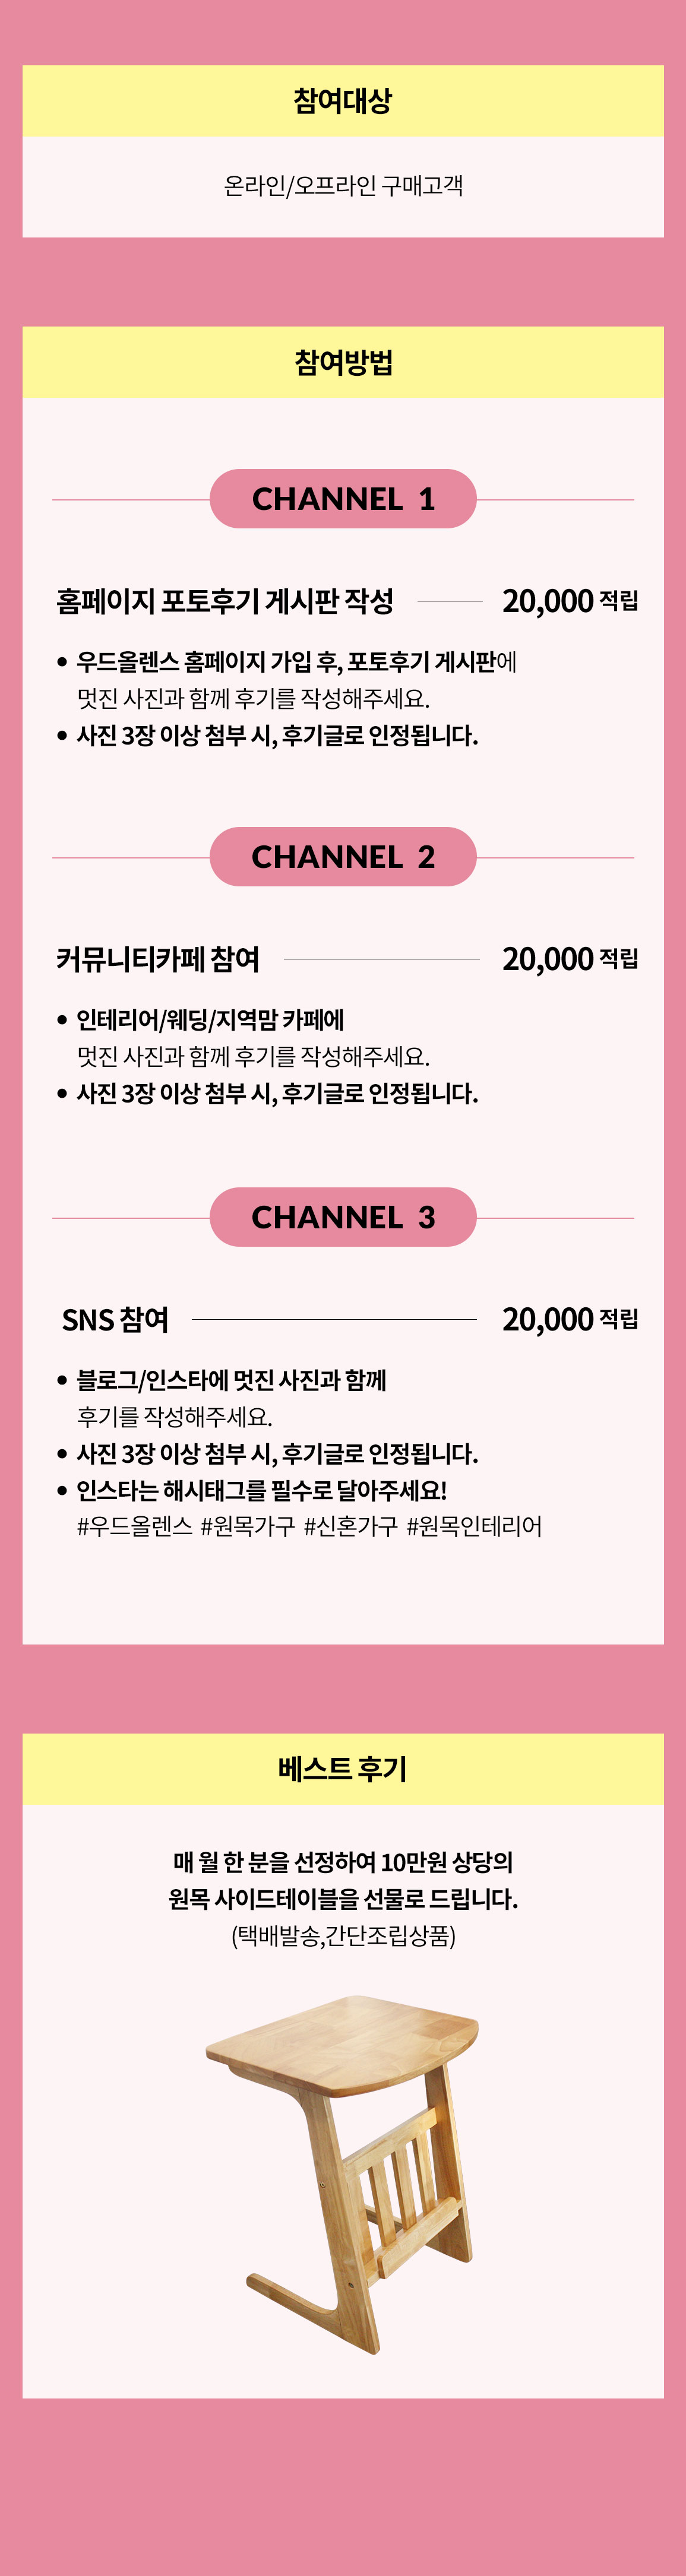 참여대상
온라인/오프라인 구매고객
참여방법
CHANNEL 1
홈페이지 포토후기 게시판 작성 20,000 적립
• 우드올렌스 홈페이지 가입 후, 포토후기 게시판에
멋진 사진과 함께 후기를 작성해주세요.
• 사진 3장 이상 첨부 시, 후기글로 인정됩니다.
CHANNEL 2
커뮤니티카페 참여 20,000 적립
• 인테리어/웨딩/지역맘 카페에
멋진 사진과 함께 후기를 작성해주세요.
• 사진 3장 이상 첨부 시, 후기글로 인정됩니다.
CHANNEL 3
SNS 참여 20,000 적립
• 블로그/인스타에 멋진 사진과 함께
후기를 작성해주세요.
• 사진 3장 이상 첨부 시, 후기글로 인정됩니다.
• 인스타는 해시태그를 필수로 달아주세요!
#우드올렌스 #원목가구 #신혼가구 #원목인테리어
베스트 후기
매 월 한 분을 선정하여 10만원 상당의
원목 사이드테이블을 선물로 드립니다.
(택배발송,간단조립상품)